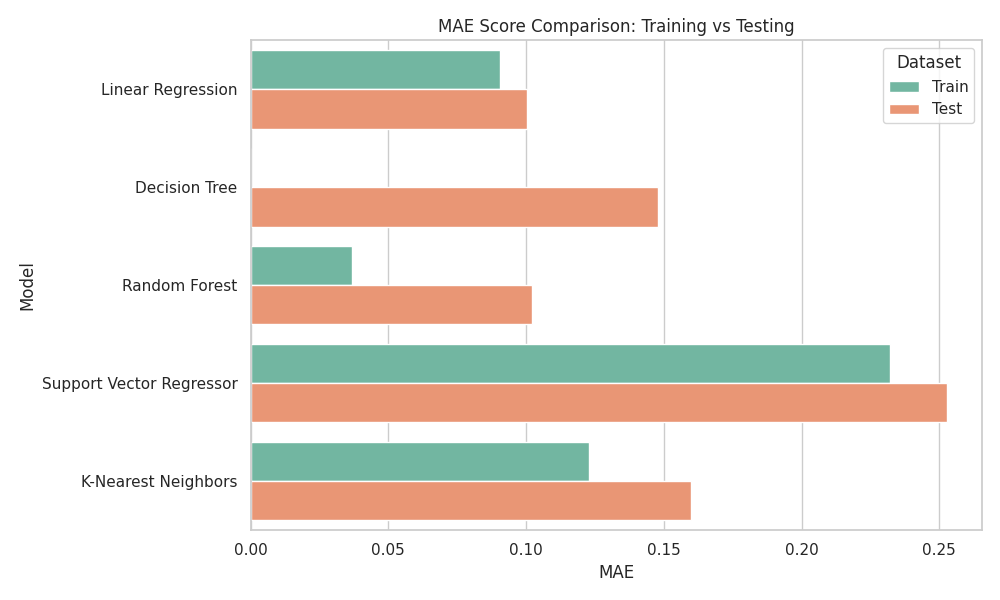 MAE Score Comparison: Training vs Testing
Dataset
Train
Test
Linear Regression
Decision Tree
Random Forest
Support Vector Regressor
K-Nearest Neighbors
Model
0.00 0.05 0.10 0.15 0.20 0.25
MAE